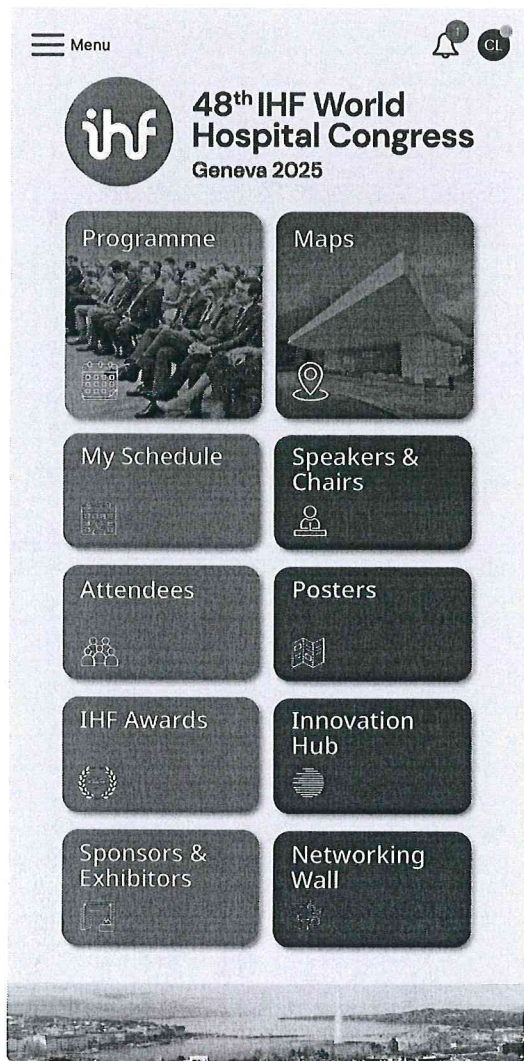 Menu
1
CL
ihf
48th IHF World
Hospital Congress
Geneva 2025
Programme
Maps
My Schedule
Speakers &
Chairs
Attendees
Posters
IHF Awards
Innovation
Hub
Sponsors &
Exhibitors
Networking
Wall